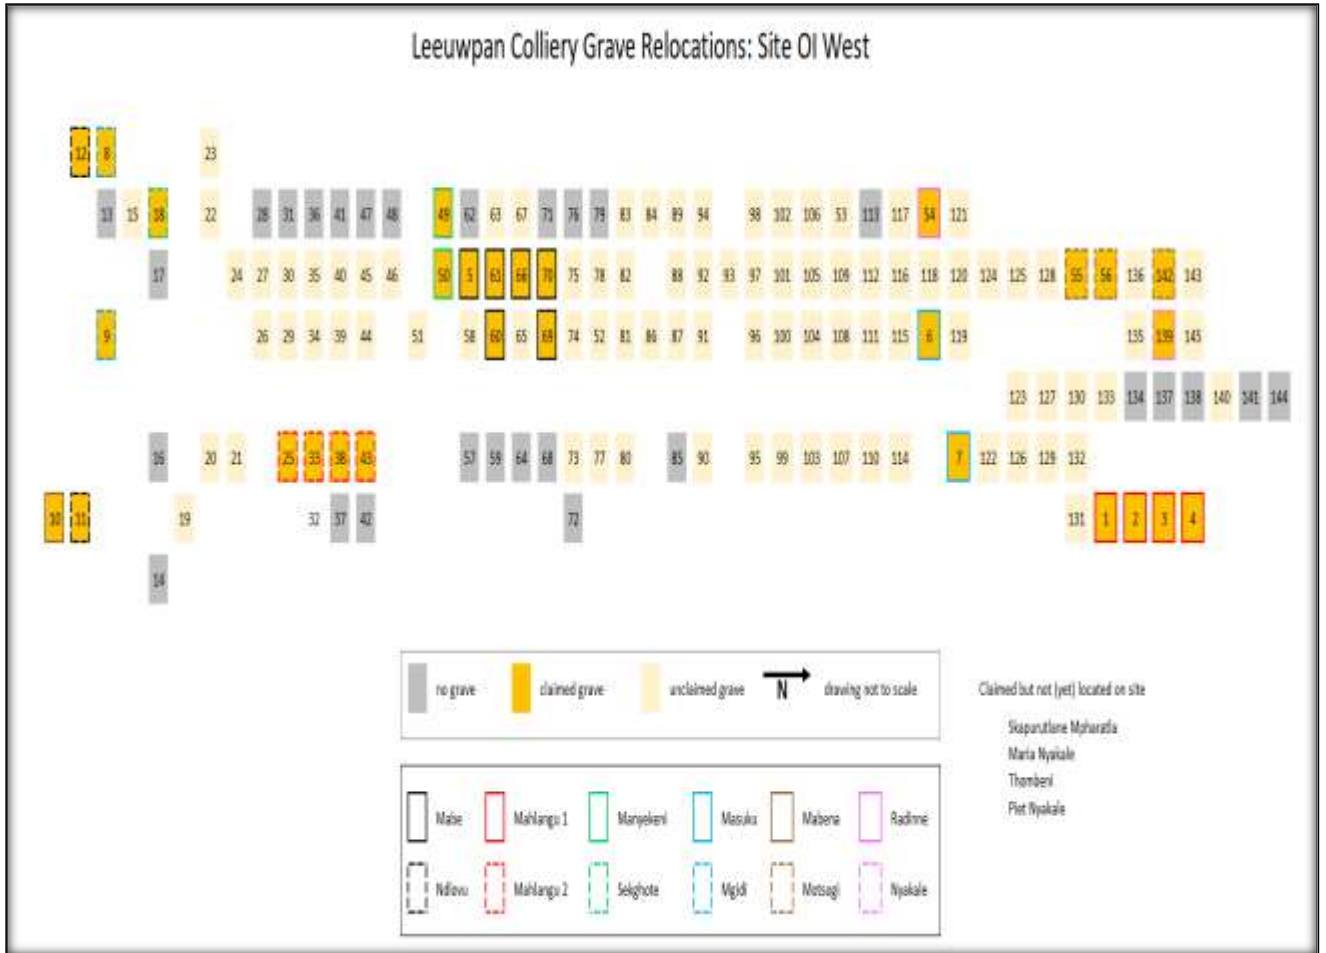 Leeuwpan Colliery Grave Relocations: Site OI West
12 8 23
13 15 18 22 28 31 36 41 47 48 49 62 63 67 71 76 79 83 84 89 94 98 102 106 53 113 117 54 121
17 24 27 30 35 40 45 46 50 5 61 66 70 75 78 82 88 92 93 97 101 105 109 112 116 118 120 124 125 128 55 56 136 142 143
9 26 29 34 39 44 51 58 60 65 69 74 52 81 86 87 91 96 100 104 108 111 115 6 119 135 139 145
123 127 130 133 134 137 138 140 141 144
16 20 21 25 33 38 43 57 59 64 68 73 77 80 85 90 95 99 103 107 110 114 7 122 126 129 132
10 11 19 32 37 42 72 131 1 2 3 4
14
no grave claimed grave unclaimed grave N drawing not to scale
Claimed but not (yet) located on site
Skaparutlane Mpharatla
Maria Nyakale
Thombeni
Piet Nyakale
Mabe Mahlangu 1 Manyekeni Masuku Mabena Radinne
Ndlovu Mahlangu 2 Sekghote Mgidi Motsogi Nyakale